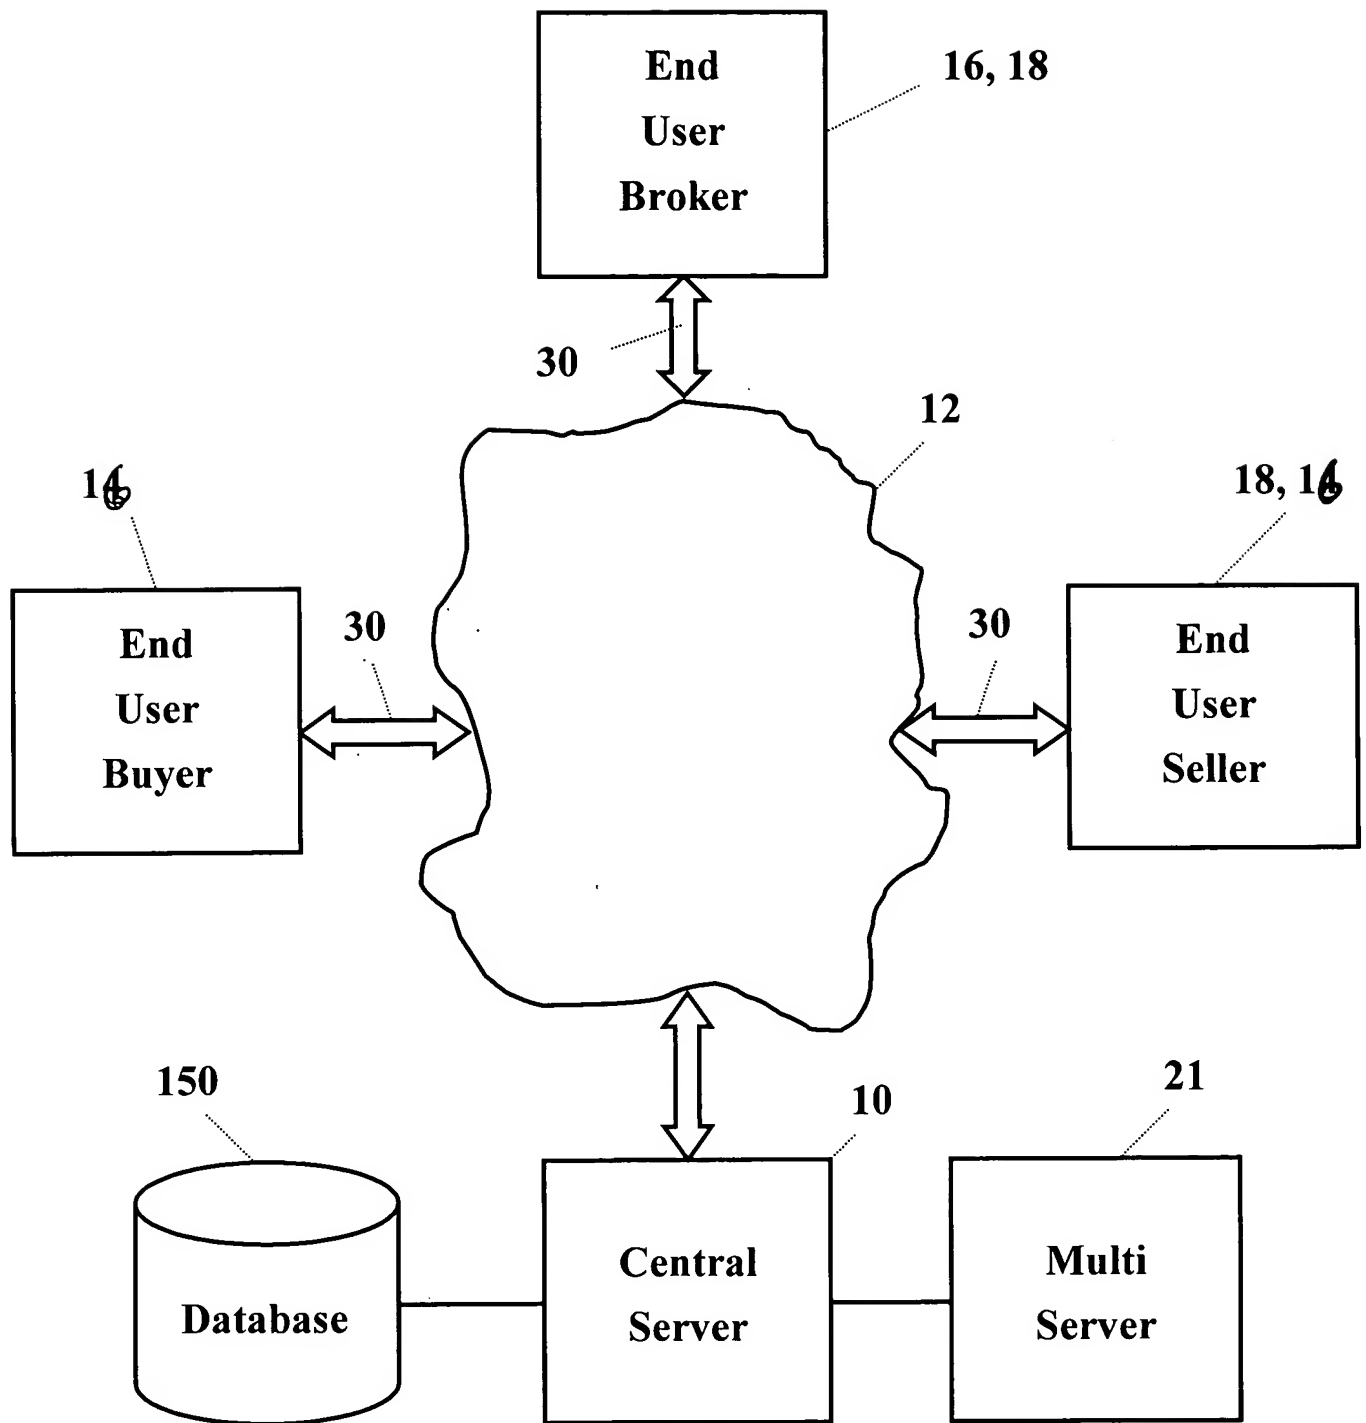 End
User
Broker
16, 18
30
12
16
18, 16
End
User
Buyer
30
30
End
User
Seller
150
10
21
Database
Central
Server
Multi
Server